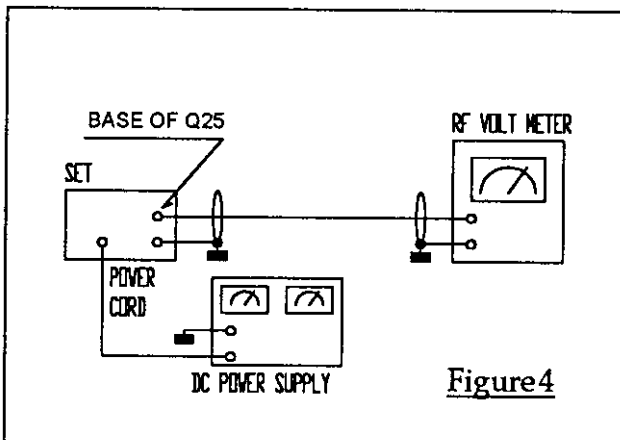 BASE OF Q25
RF VOLT METER
SET
POWER
CORD
DC POWER SUPPLY
Figure4